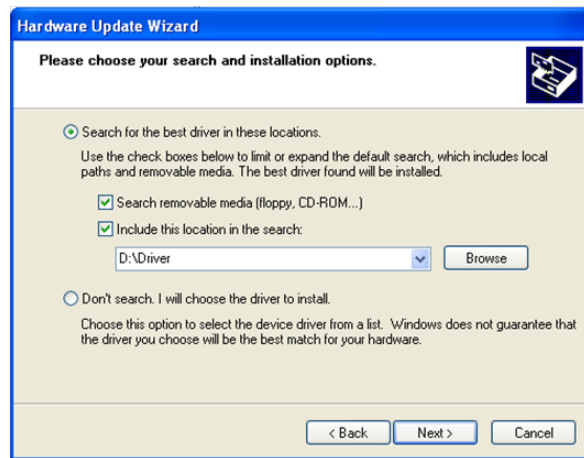 Hardware Update Wizard
Please choose your search and installation options.
Search for the best driver in these locations.
Use the check boxes below to limit or expand the default search, which includes local
paths and removable media. The best driver found will be installed.
Search removable media (floppy, CD-ROM...)
Include this location in the search:
D:\Driver
Browse
Don't search. I will choose the driver to install.
Choose this option to select the device driver from a list. Windows does not guarantee that
the driver you choose will be the best match for your hardware.
< Back Next > Cancel